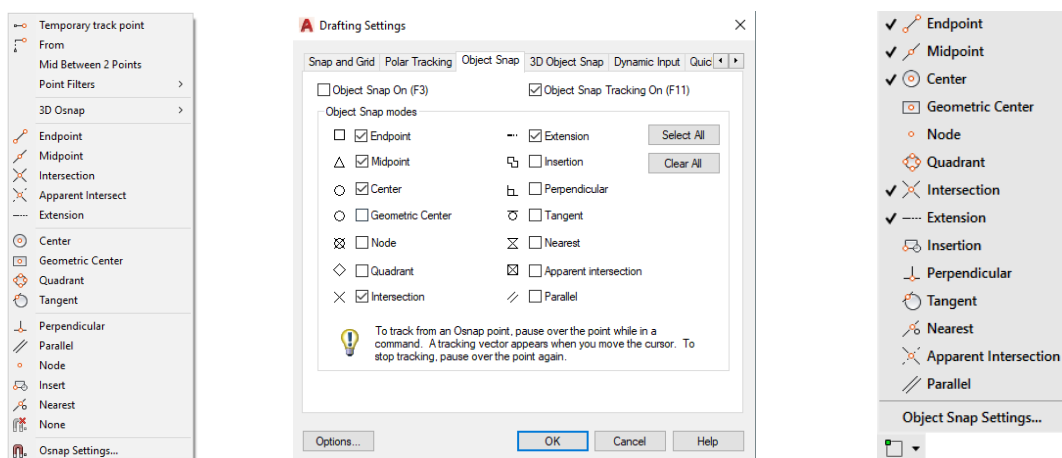 Temporary track point
From
Mid Between 2 Points
Point Filters
3D Osnap
Endpoint
Midpoint
Intersection
Apparent Intersect
Extension
Center
Geometric Center
Quadrant
Tangent
Perpendicular
Parallel
Node
Insert
Nearest
None
Osnap Settings...
A Drafting Settings
Snap and Grid Polar Tracking Object Snap 3D Object Snap Dynamic Input Quic
Object Snap On (F3) Object Snap Tracking On (F11)
Object Snap modes
Endpoint Extension Select All
Midpoint Insertion Clear All
Center Perpendicular
Geometric Center Tangent
Node Nearest
Quadrant Apparent intersection
Intersection Parallel
To track from an Osnap point, pause over the point while in a
command. A tracking vector appears when you move the cursor. To
stop tracking, pause over the point again.
Options... OK Cancel Help
Endpoint
Midpoint
Center
Geometric Center
Node
Quadrant
Intersection
Extension
Insertion
Perpendicular
Tangent
Nearest
Apparent Intersection
Parallel
Object Snap Settings...